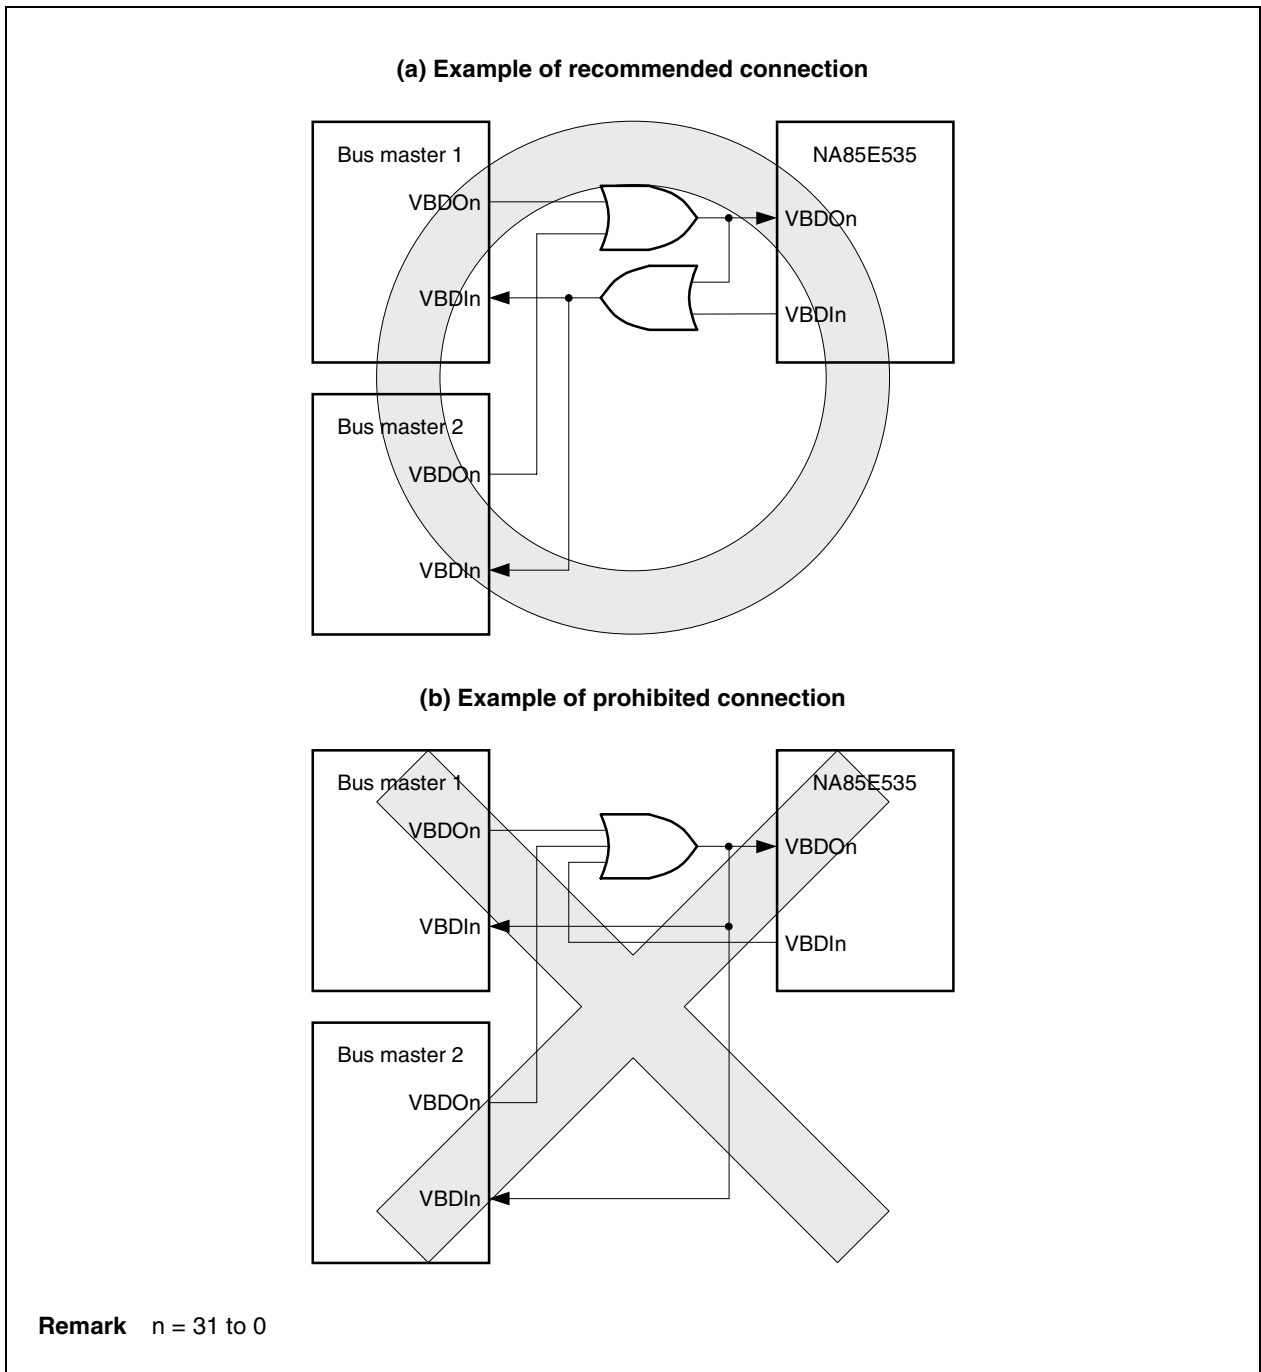 (a) Example of recommended connection
Bus master 1
NA85E535
VBDOn
VBDOn
VBDIn
VBDIn
Bus master 2
VBDOn
VBDIn
(b) Example of prohibited connection
Bus master 1
NA85E535
VBDOn
VBDOn
VBDIn
VBDIn
Bus master 2
VBDOn
VBDIn
Remark n = 31 to 0